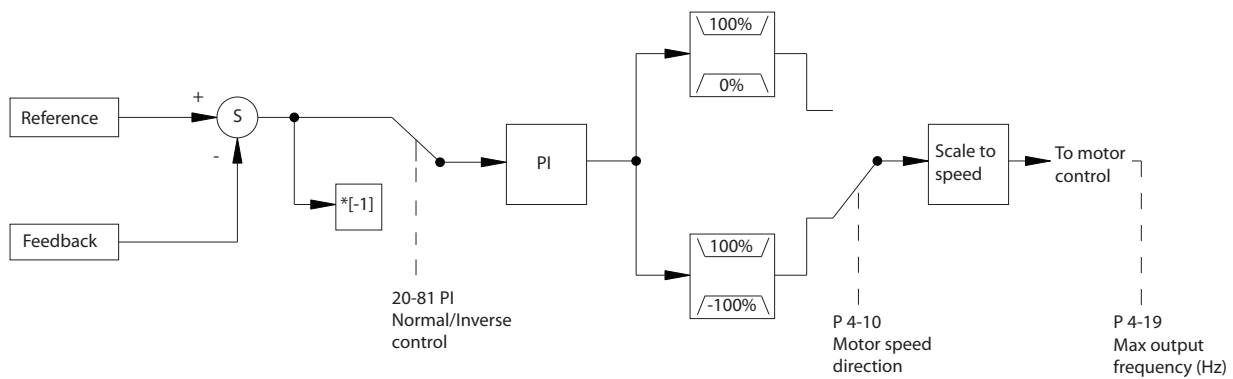 100%
0%
Reference
+
S
-
*[-1]
PI
Feedback
Scale to
speed
To motor
control
100%
-100%
20-81 PI
Normal/Inverse
control
P 4-10
Motor speed
direction
P 4-19
Max output
frequency (Hz)